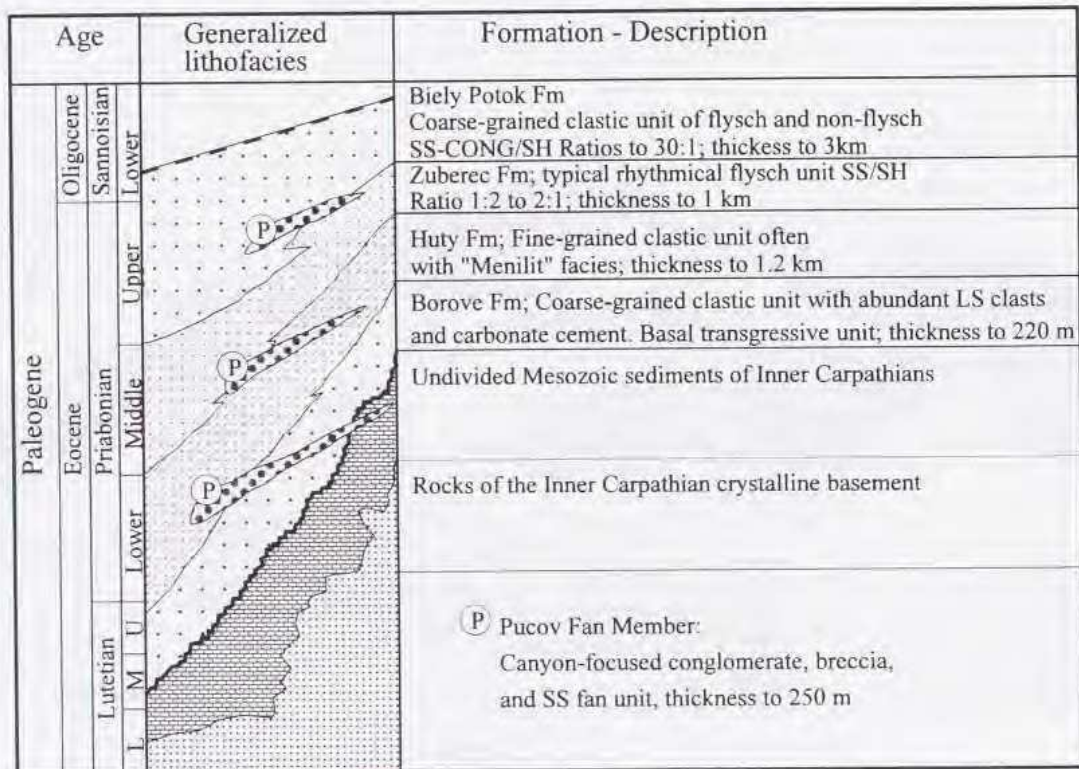 Age
Generalized
lithofacies
Formation - Description
Paleogene
Oligocene
Sannoisian
Lower
Eocene
Priabonian
Upper
Middle
Lower
Lutetian
U
M
L
P
P
P
Biely Potok Fm
Coarse-grained clastic unit of flysch and non-flysch
SS-CONG/SH Ratios to 30:1; thickess to 3km
Zuberec Fm; typical rhythmical flysch unit SS/SH
Ratio 1:2 to 2:1; thickness to 1 km
Huty Fm; Fine-grained clastic unit often
with "Menilit" facies; thickness to 1.2 km
Borove Fm; Coarse-grained clastic unit with abundant LS clasts
and carbonate cement. Basal transgressive unit; thickness to 220 m
Undivided Mesozoic sediments of Inner Carpathians
Rocks of the Inner Carpathian crystalline basement
P Pucov Fan Member:
Canyon-focused conglomerate, breccia,
and SS fan unit, thickness to 250 m